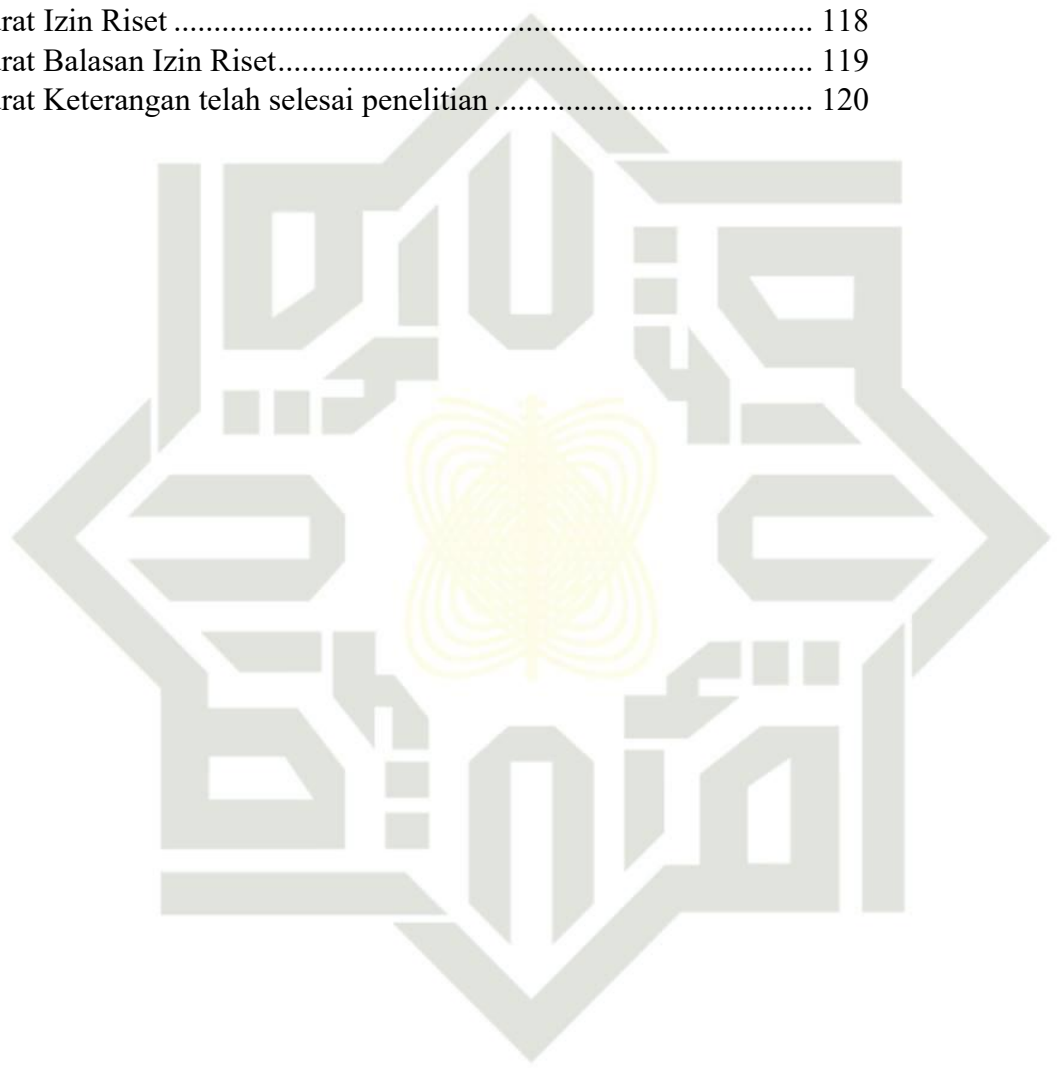 rat Izin Riset ........................................................................ 118
rat Balasan Izin Riset............................................................ 119
rat Keterangan telah selesai penelitian .................................... 120